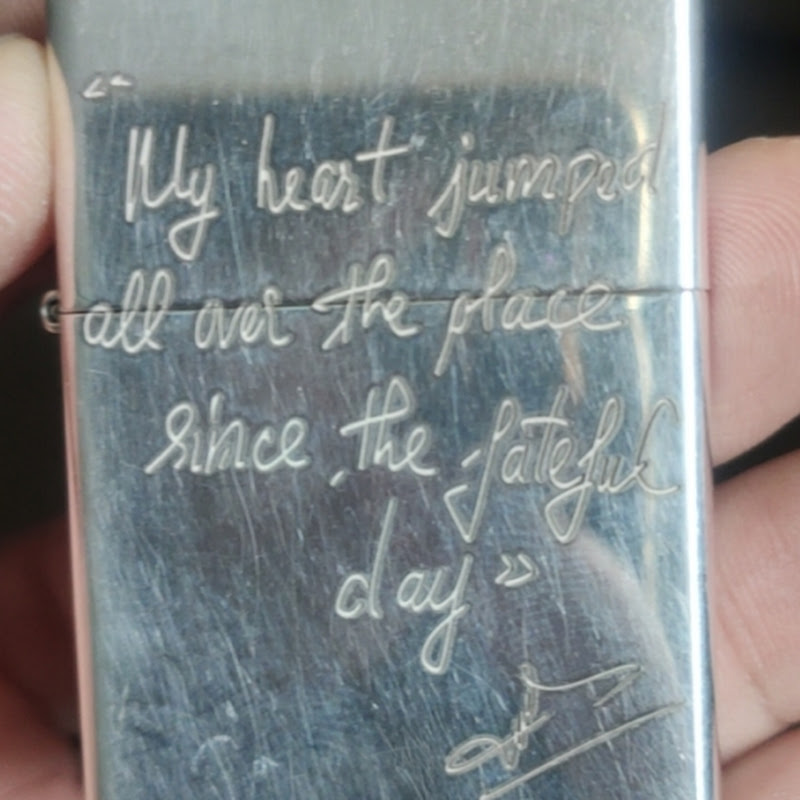 «My heart jumped
all over the place
since the fateful
day»